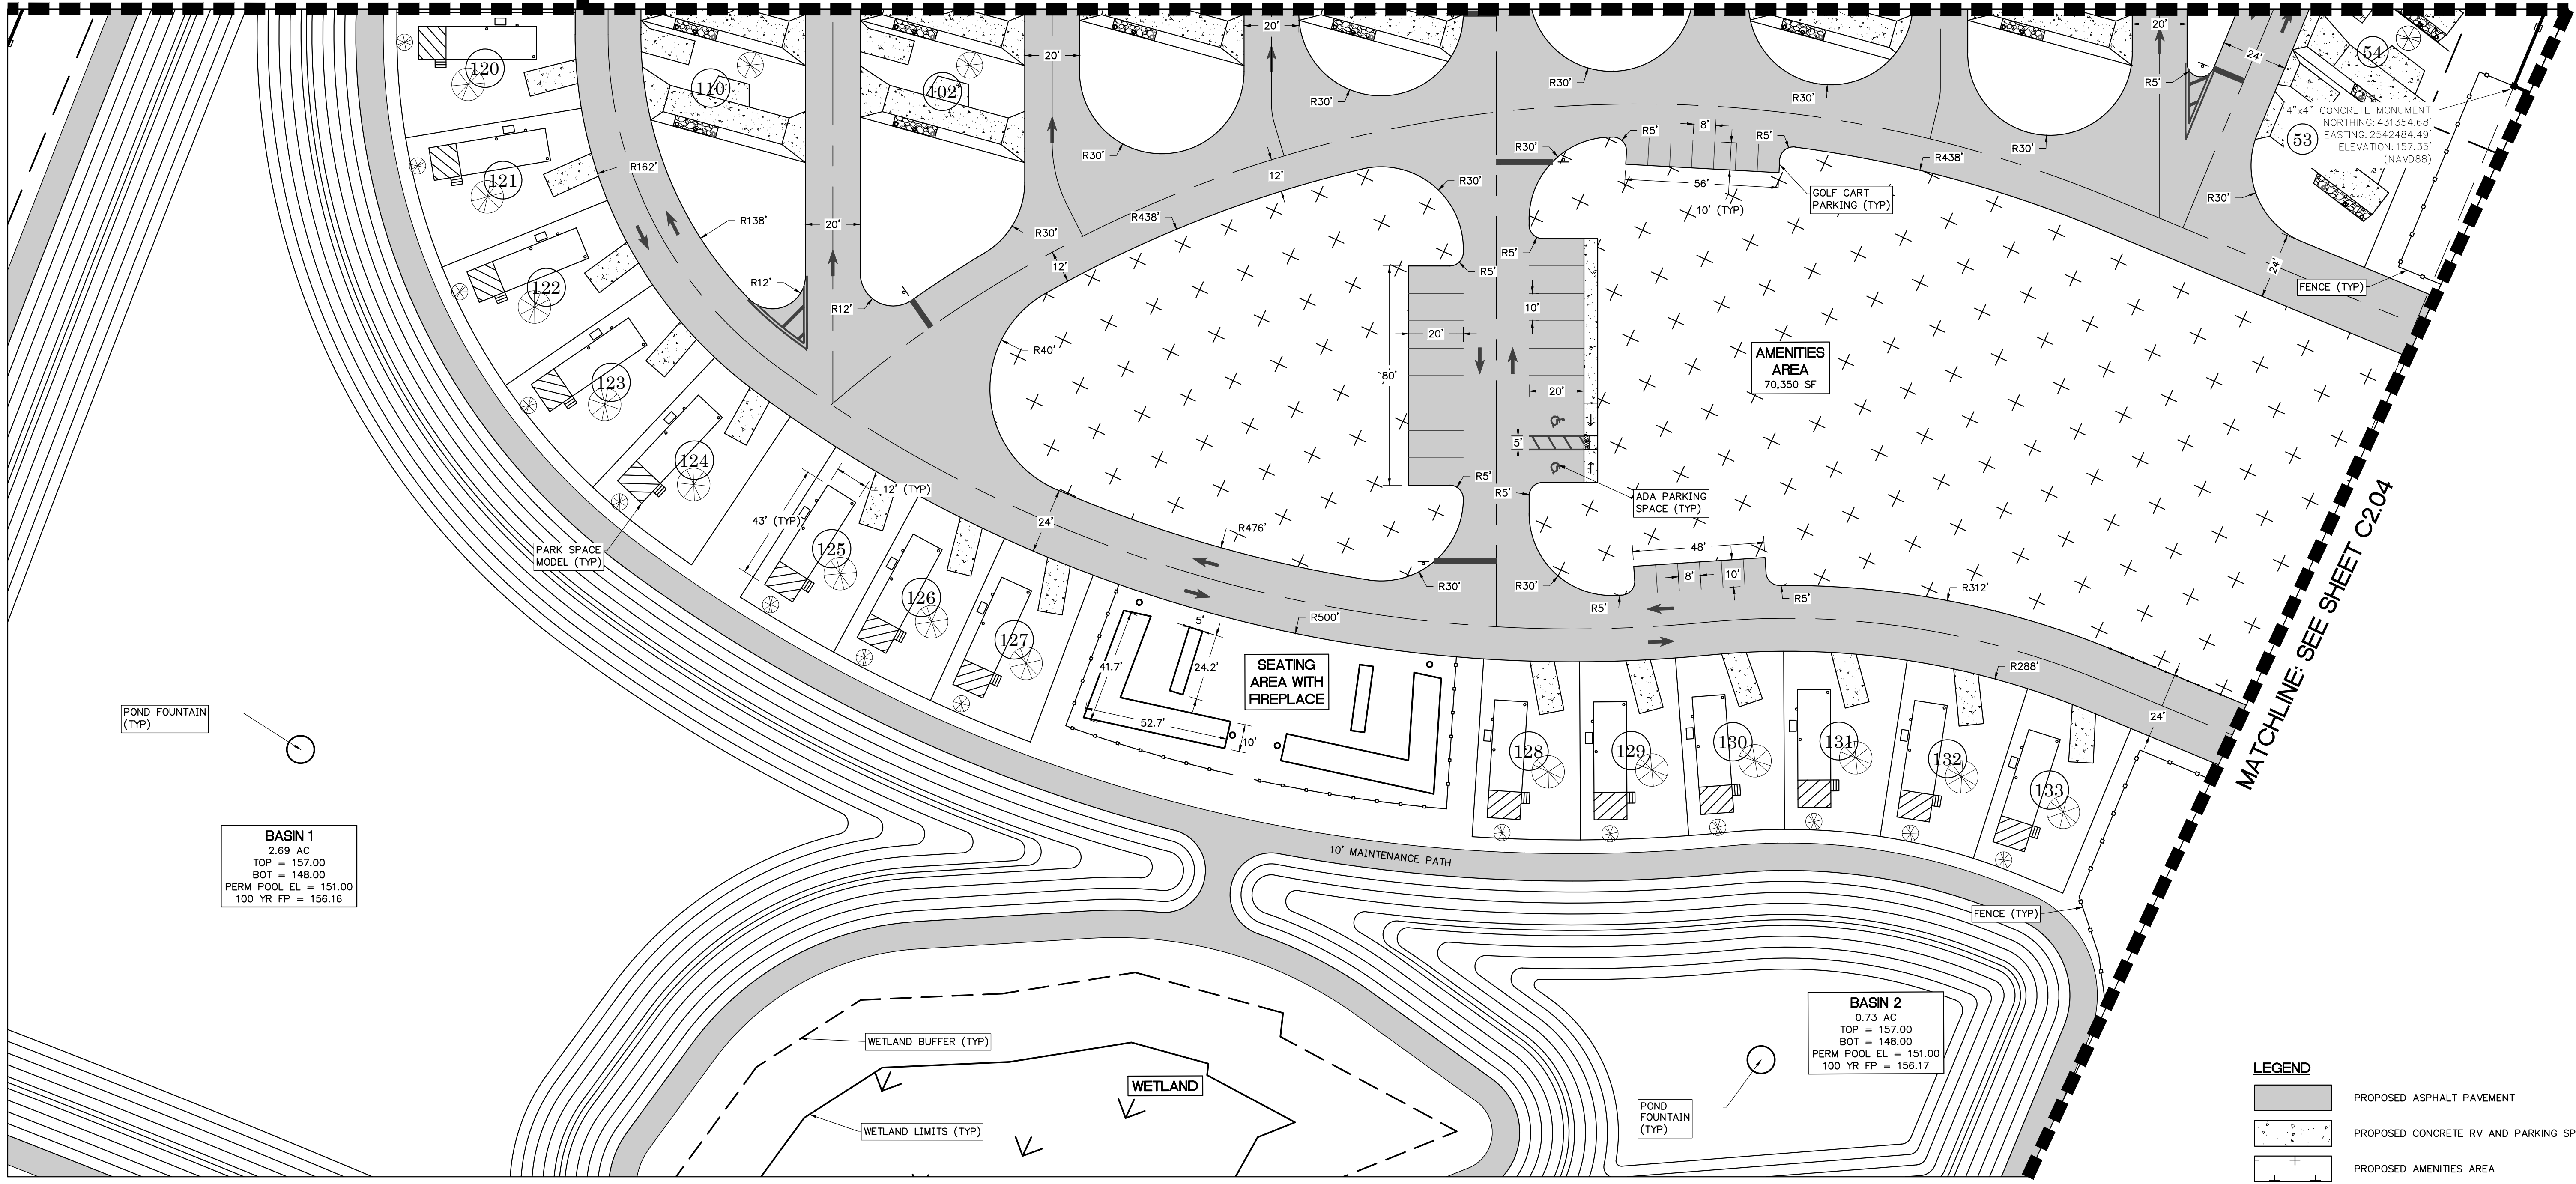 120
110
102
20'
20'
20'
24'
54
R5'
4"x4" CONCRETE MONUMENT
NORTHING: 431354.68'
EASTING: 2542484.49'
ELEVATION: 157.35'
(NAVD88)
53
R30'
R30'
R30'
R30'
R30'
R30'
R5'
8'
R5'
R438'
121
R162'
12'
R30'
56'
10' (TYP)
GOLF CART
PARKING (TYP)
R30'
R138'
20'
R30'
R438'
12'
R5'
R5'
24'
FENCE (TYP)
122
R12'
R12'
10'
20'
R40'
80'
20'
AMENITIES
AREA
70,350 SF
123
124
5'
12' (TYP)
43' (TYP)
R5'
R5'
ADA PARKING
SPACE (TYP)
24'
R476'
PARK SPACE
MODEL (TYP)
125
48'
8'
10'
R30'
R30'
R5'
R5'
R312'
126
127
R500'
5'
41.7'
24.2'
52.7'
10'
SEATING
AREA WITH
FIREPLACE
R288'
24'
MATCHLINE: SEE SHEET C2.04
128
129
130
131
132
133
POND FOUNTAIN
(TYP)
BASIN 1
2.69 AC
TOP = 157.00
BOT = 148.00
PERM POOL EL = 151.00
100 YR FP = 156.16
10' MAINTENANCE PATH
FENCE (TYP)
BASIN 2
0.73 AC
TOP = 157.00
BOT = 148.00
PERM POOL EL = 151.00
100 YR FP = 156.17
WETLAND BUFFER (TYP)
WETLAND
WETLAND LIMITS (TYP)
POND
FOUNTAIN
(TYP)
LEGEND
PROPOSED ASPHALT PAVEMENT
PROPOSED CONCRETE RV AND PARKING SP
PROPOSED AMENITIES AREA